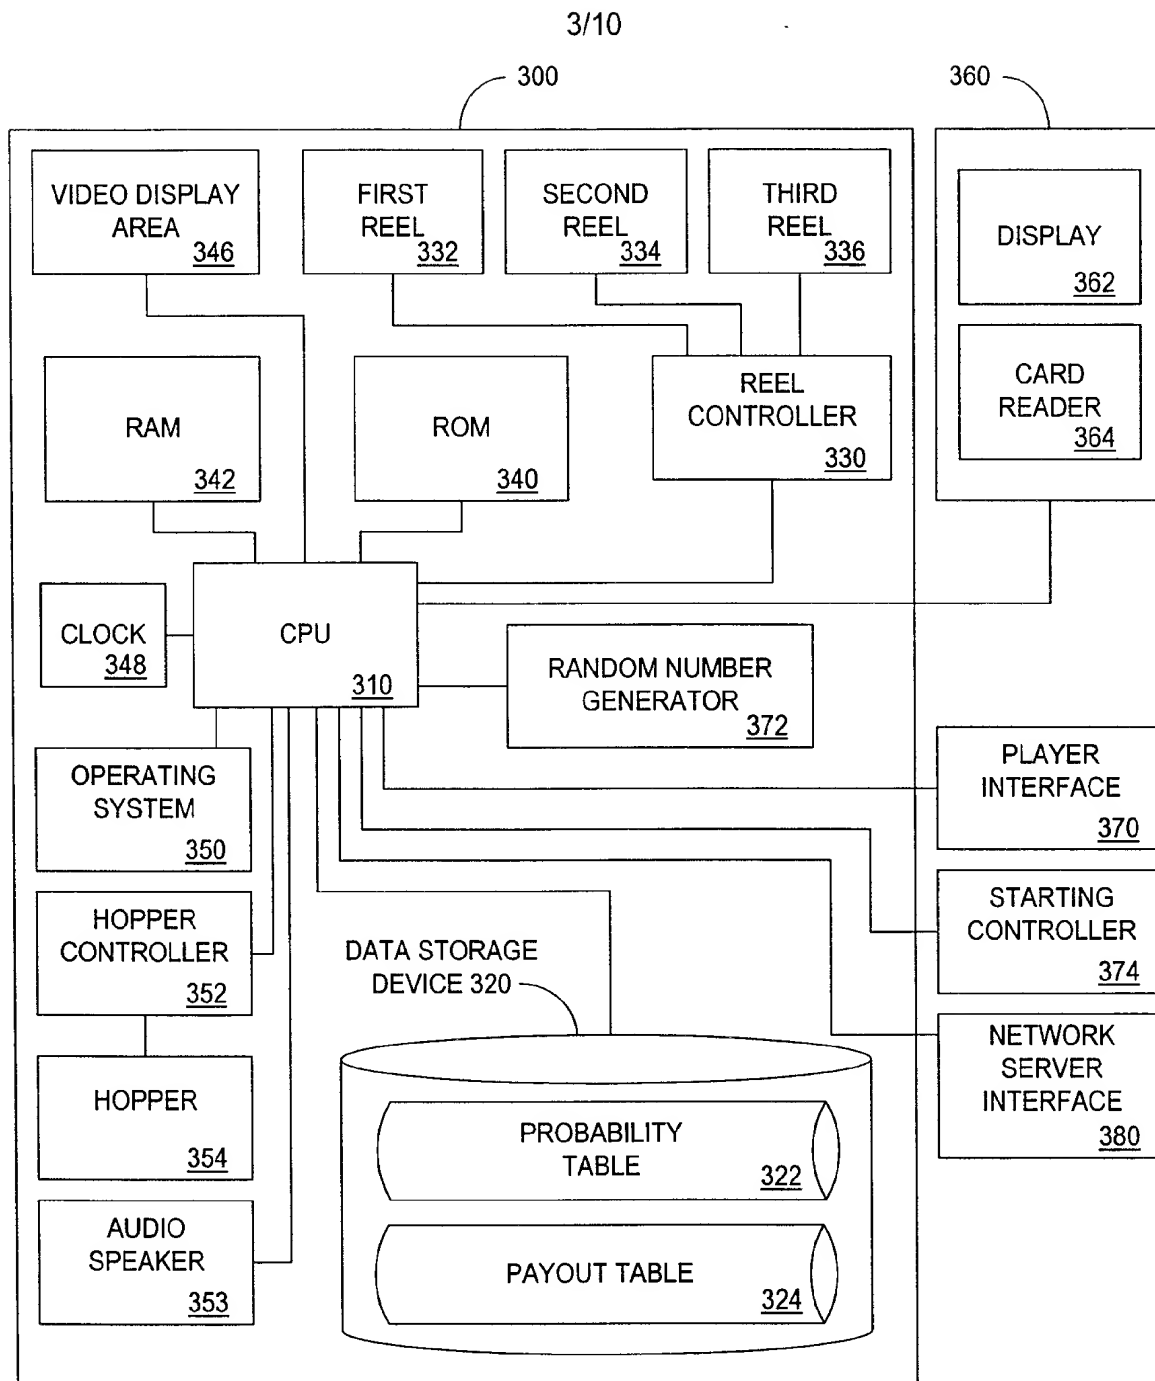 3/10
300
360
VIDEO DISPLAY
AREA
346
FIRST
REEL
332
SECOND
REEL
334
THIRD
REEL
336
DISPLAY
362
CARD
READER
364
RAM
342
ROM
340
REEL
CONTROLLER
330
CLOCK
348
CPU
310
RANDOM NUMBER
GENERATOR
372
OPERATING
SYSTEM
350
PLAYER
INTERFACE
370
HOPPER
CONTROLLER
352
STARTING
CONTROLLER
374
DATA STORAGE
DEVICE 320
NETWORK
SERVER
INTERFACE
380
HOPPER
354
PROBABILITY
TABLE
322
AUDIO
SPEAKER
353
PAYOUT TABLE
324